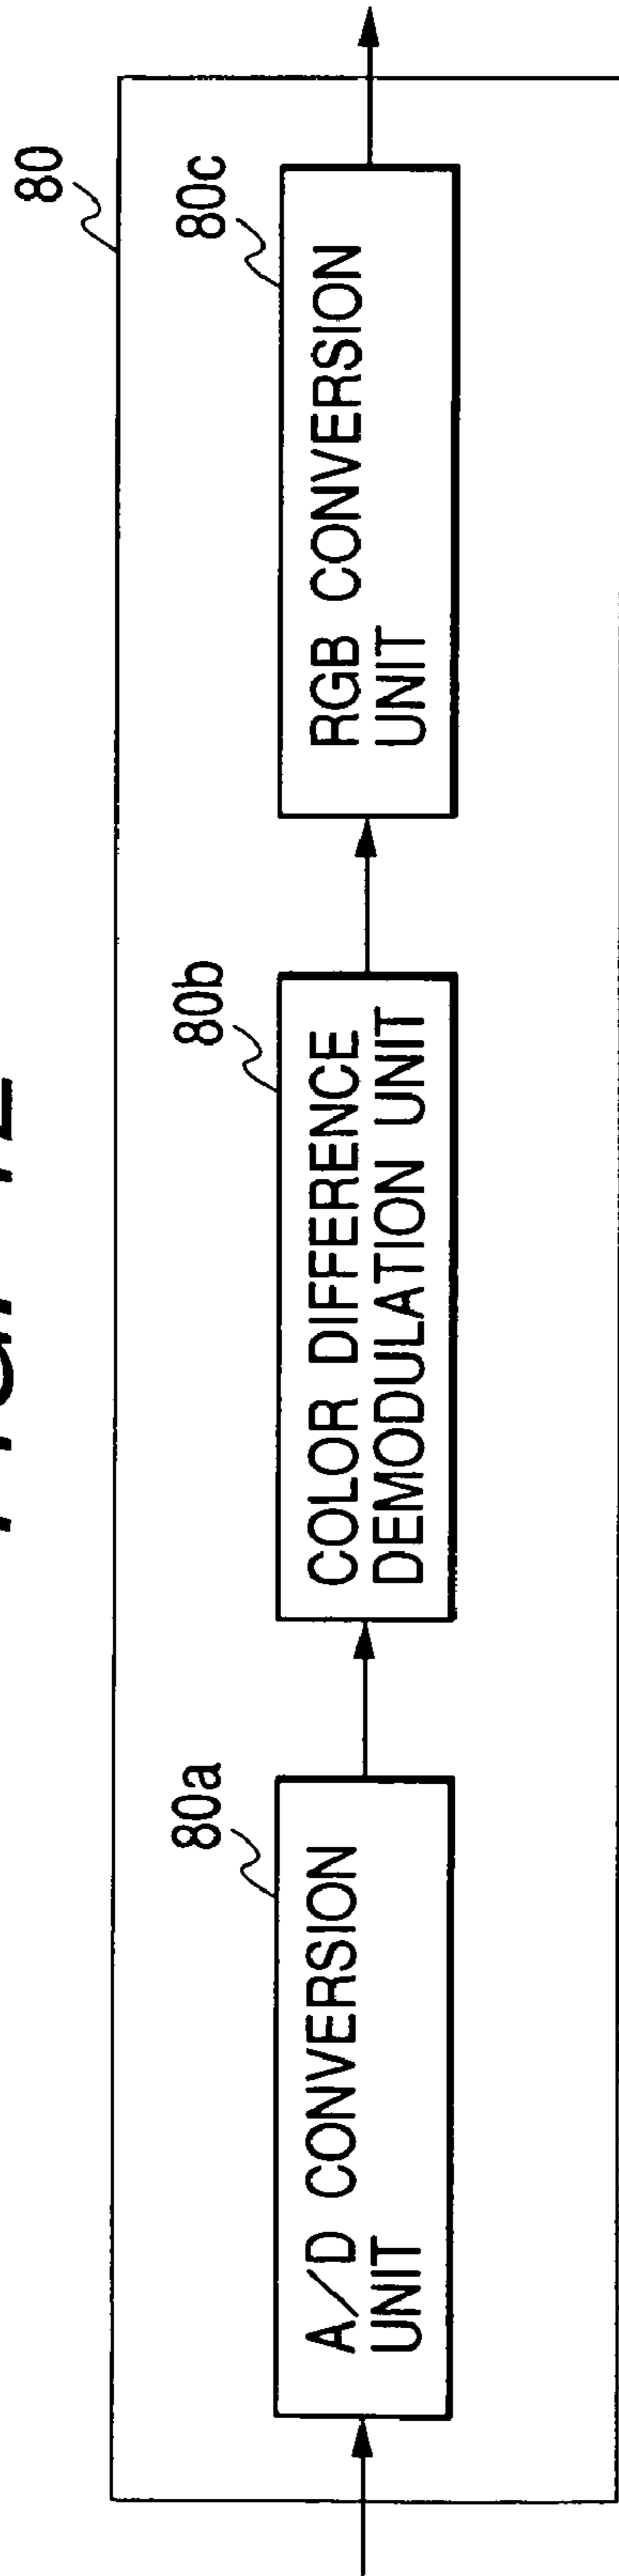 80
80a
A/D CONVERSION
UNIT
80b
COLOR DIFFERENCE
DEMODULATION UNIT
80c
RGB CONVERSION
UNIT